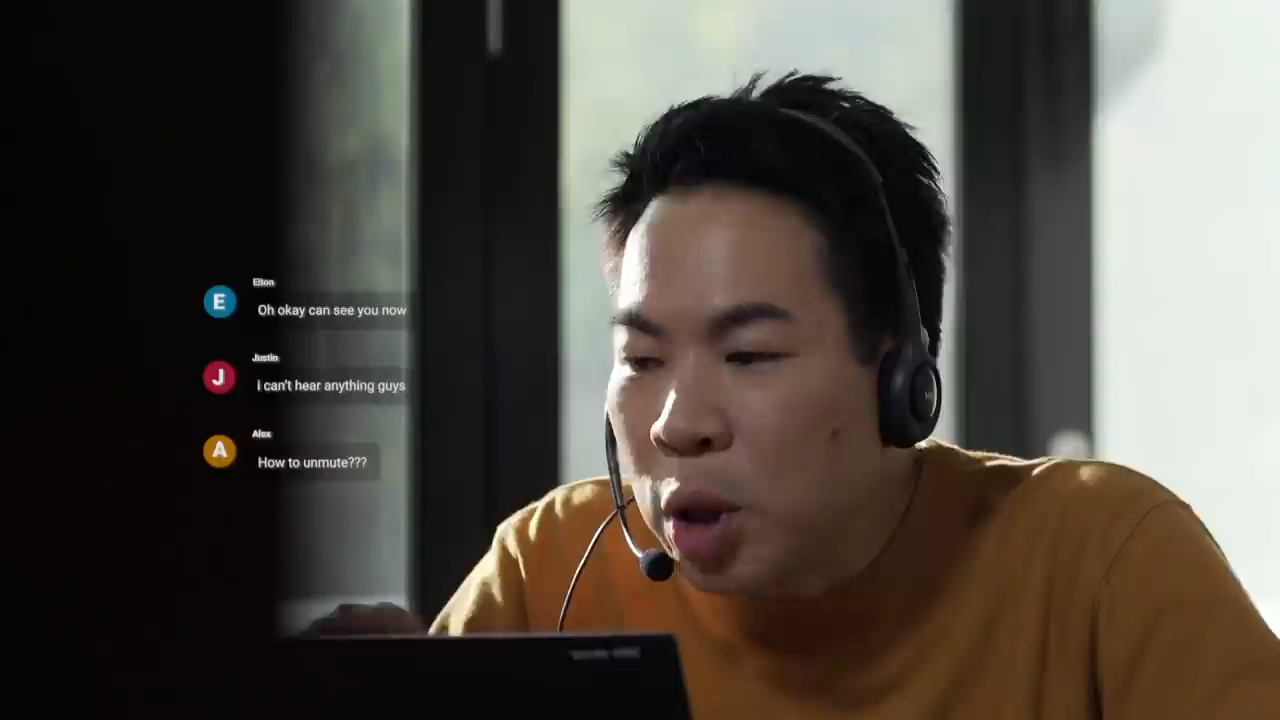 E
Elton
Oh okay can see you now
J
Justin
I can't hear anything guys
A
Alex
How to unmute???